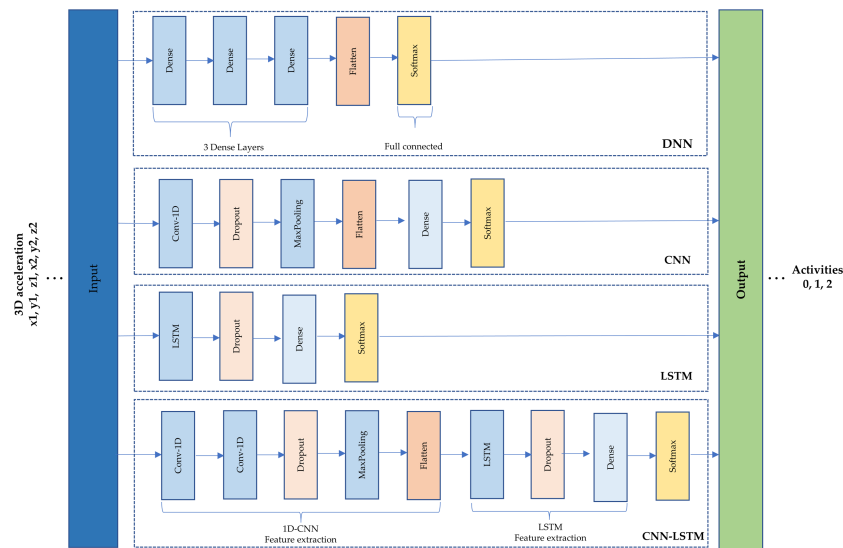 3D acceleration
x1, y1, z1, x2, y2, z2
...
Input
Dense
Dense
Dense
Flatten
Softmax
3 Dense Layers
Full connected
DNN
Conv-1D
Dropout
MaxPooling
Flatten
Dense
Softmax
CNN
LSTM
Dropout
Dense
Softmax
LSTM
Conv-1D
Conv-1D
Dropout
MaxPooling
Flatten
LSTM
Dropout
Dense
Softmax
1D-CNN
Feature extraction
LSTM
Feature extraction
CNN-LSTM
Output
... Activities
0, 1, 2